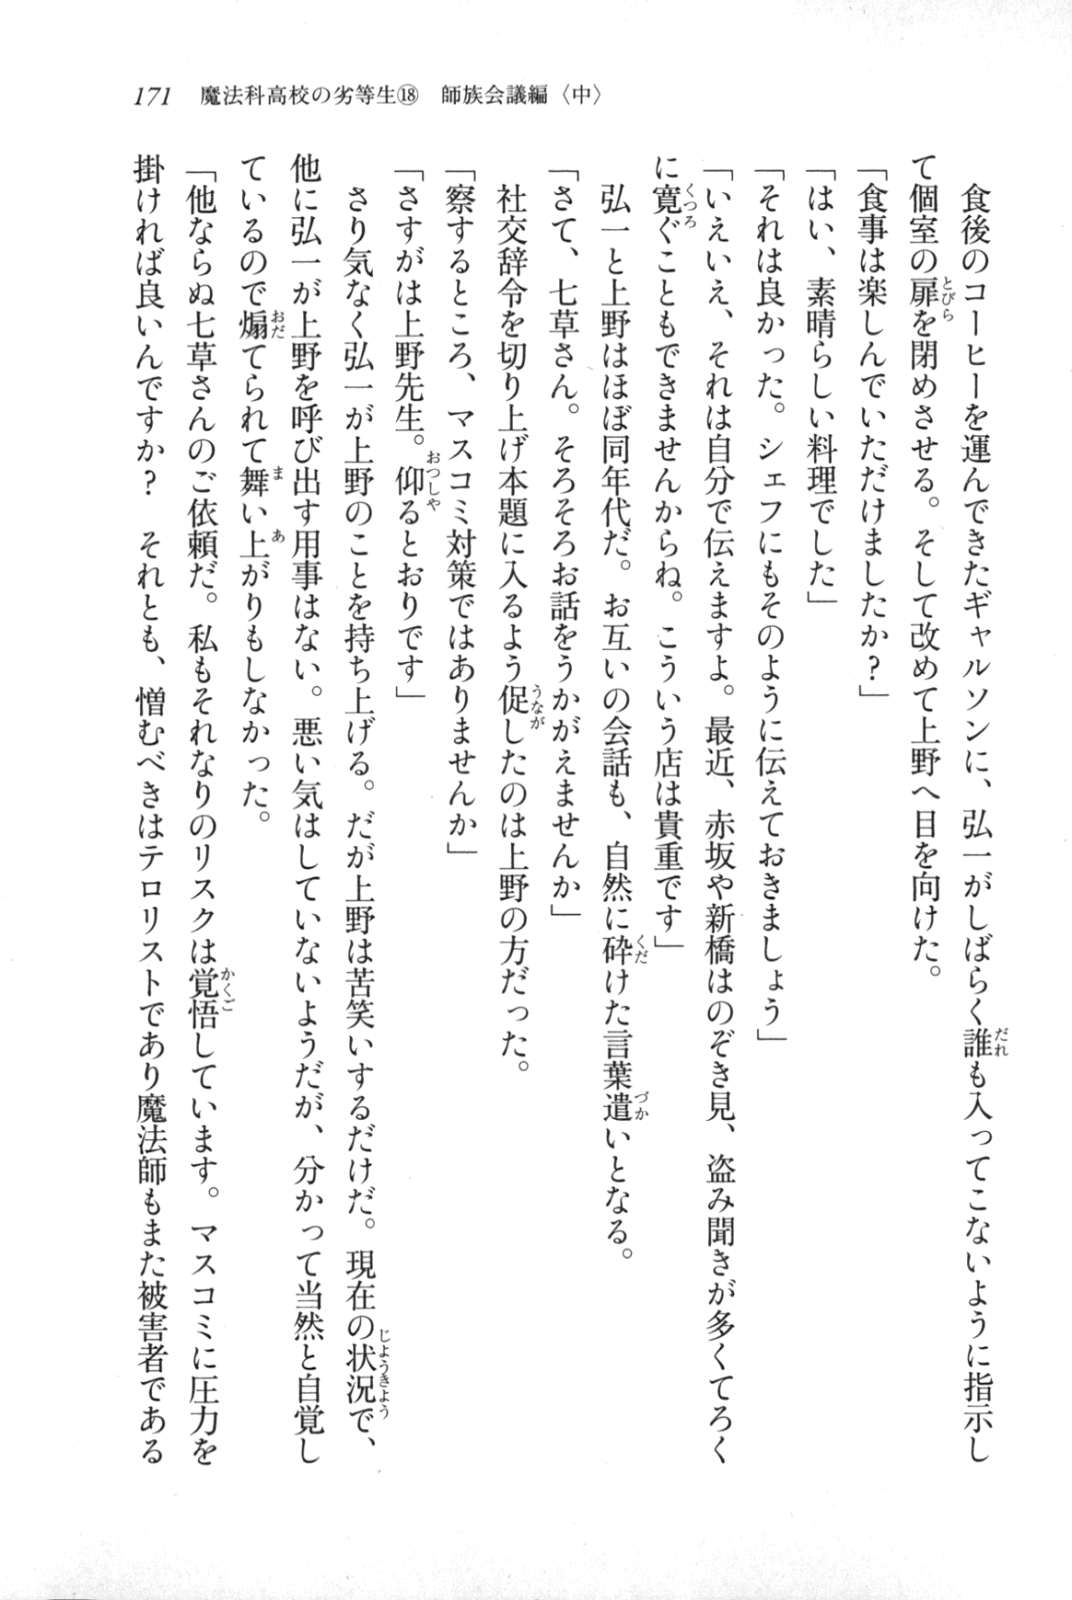 171　魔法科高校の劣等生⑱　師族会議編〈中〉
　食後のコーヒーを運んできたギャルソンに、弘一がしばらく誰も入ってこないように指示し
て個室の扉を閉めさせる。そして改めて上野へ目を向けた。
「食事は楽しんでいただけましたか？」
「はい、素晴らしい料理でした」
「それは良かった。シェフにもそのように伝えておきましょう」
「いえいえ、それは自分で伝えますよ。最近、赤坂や新橋はのぞき見、盗み聞きが多くてろく
に寛ぐこともできませんからね。こういう店は貴重です」
　弘一と上野はほぼ同年代だ。お互いの会話も、自然に砕けた言葉遣いとなる。
「さて、七草さん。そろそろお話をうかがえませんか」
　社交辞令を切り上げ本題に入るよう促したのは上野の方だった。
「察するところ、マスコミ対策ではありませんか」
「さすがは上野先生。仰るとおりです」
　さり気なく弘一が上野のことを持ち上げる。だが上野は苦笑いするだけだ。現在の状況で、
他に弘一が上野を呼び出す用事はない。悪い気はしていないようだが、分かって当然と自覚し
ているので煽てられて舞い上がりもしなかった。
「他ならぬ七草さんのご依頼だ。私もそれなりのリスクは覚悟しています。マスコミに圧力を
掛ければ良いんですか？　それとも、憎むべきはテロリストであり魔法師もまた被害者である